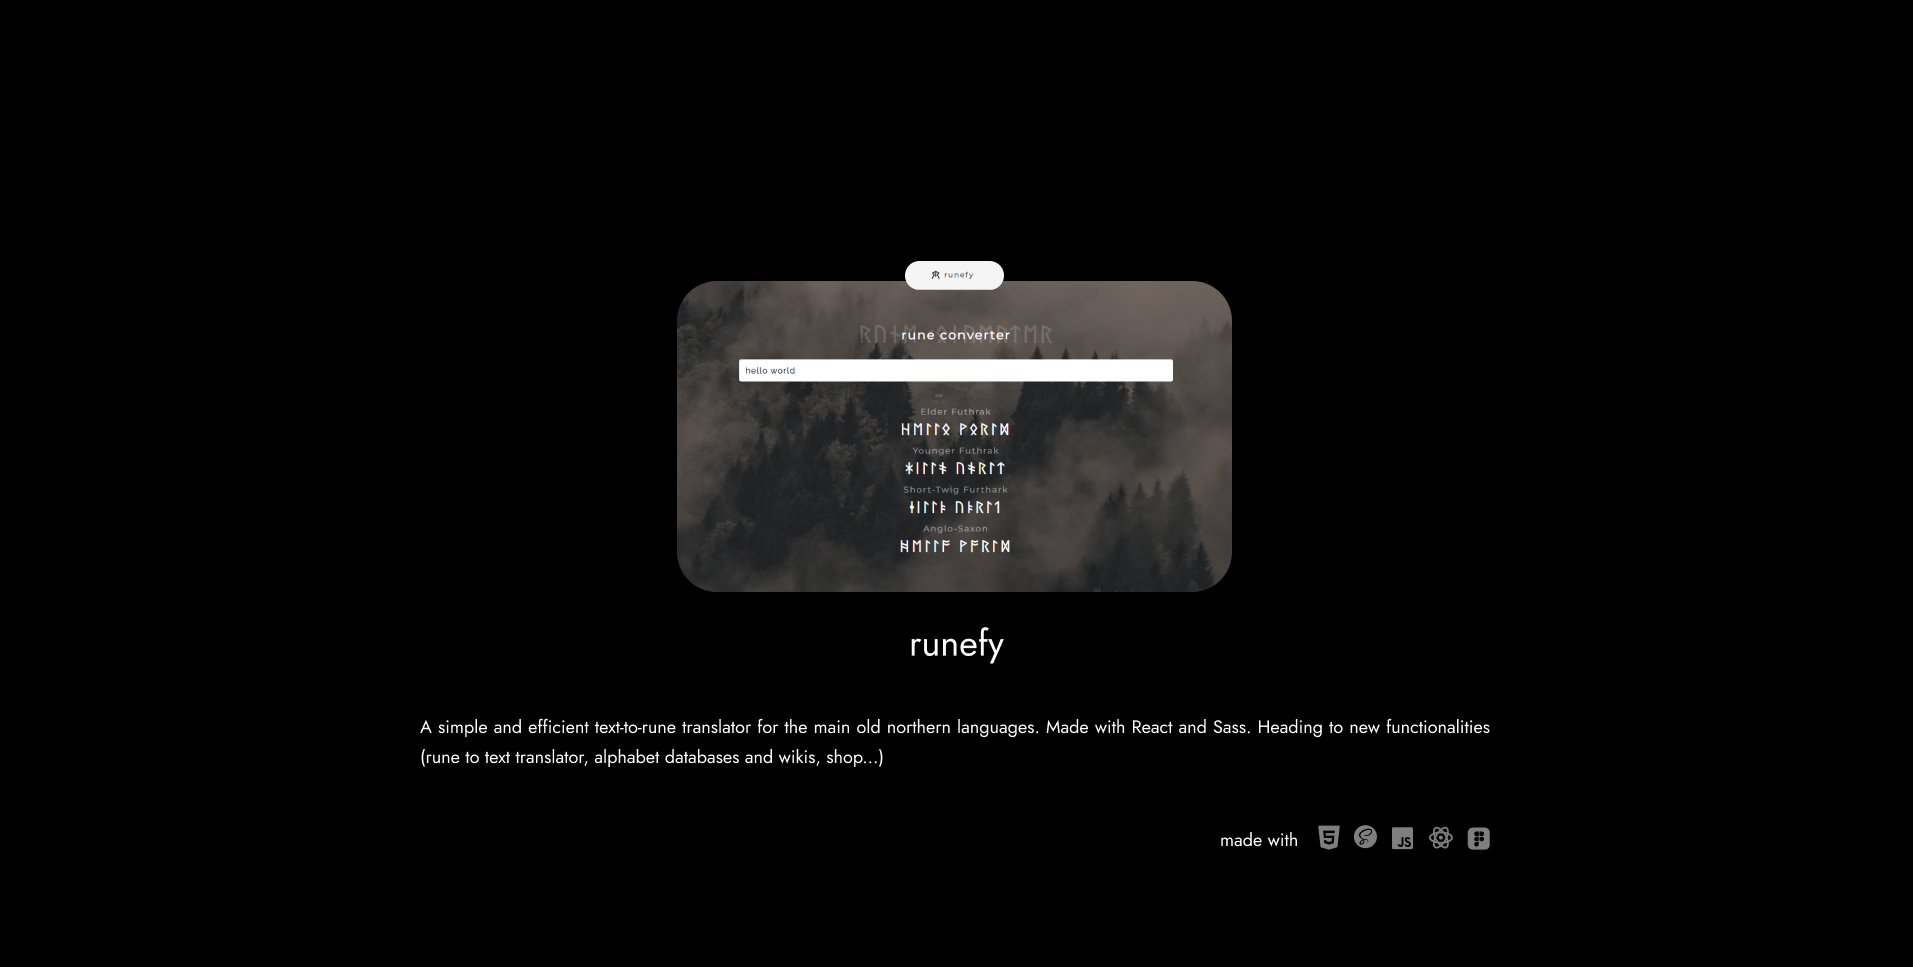 runefy
rune converter
hello world
Elder Futhrak
ᚺᛖᛚᛚᛟ ᚹᛟᚱᛚᛞ
Younger Futhrak
ᚼᛁᛚᛚᚬ ᚢᚬᚱᛚᛏ
Short-Twig Furthark
ᚽᛁᛚᛚᚭ ᚢᚭᚱᛚᛐ
Anglo-Saxon
ᚻᛖᛚᛚᚩ ᚹᚩᚱᛚᛞ
runefy
A simple and efficient text-to-rune translator for the main old northern languages. Made with React and Sass. Heading to new functionalities
(rune to text translator, alphabet databases and wikis, shop...)
made with
JS